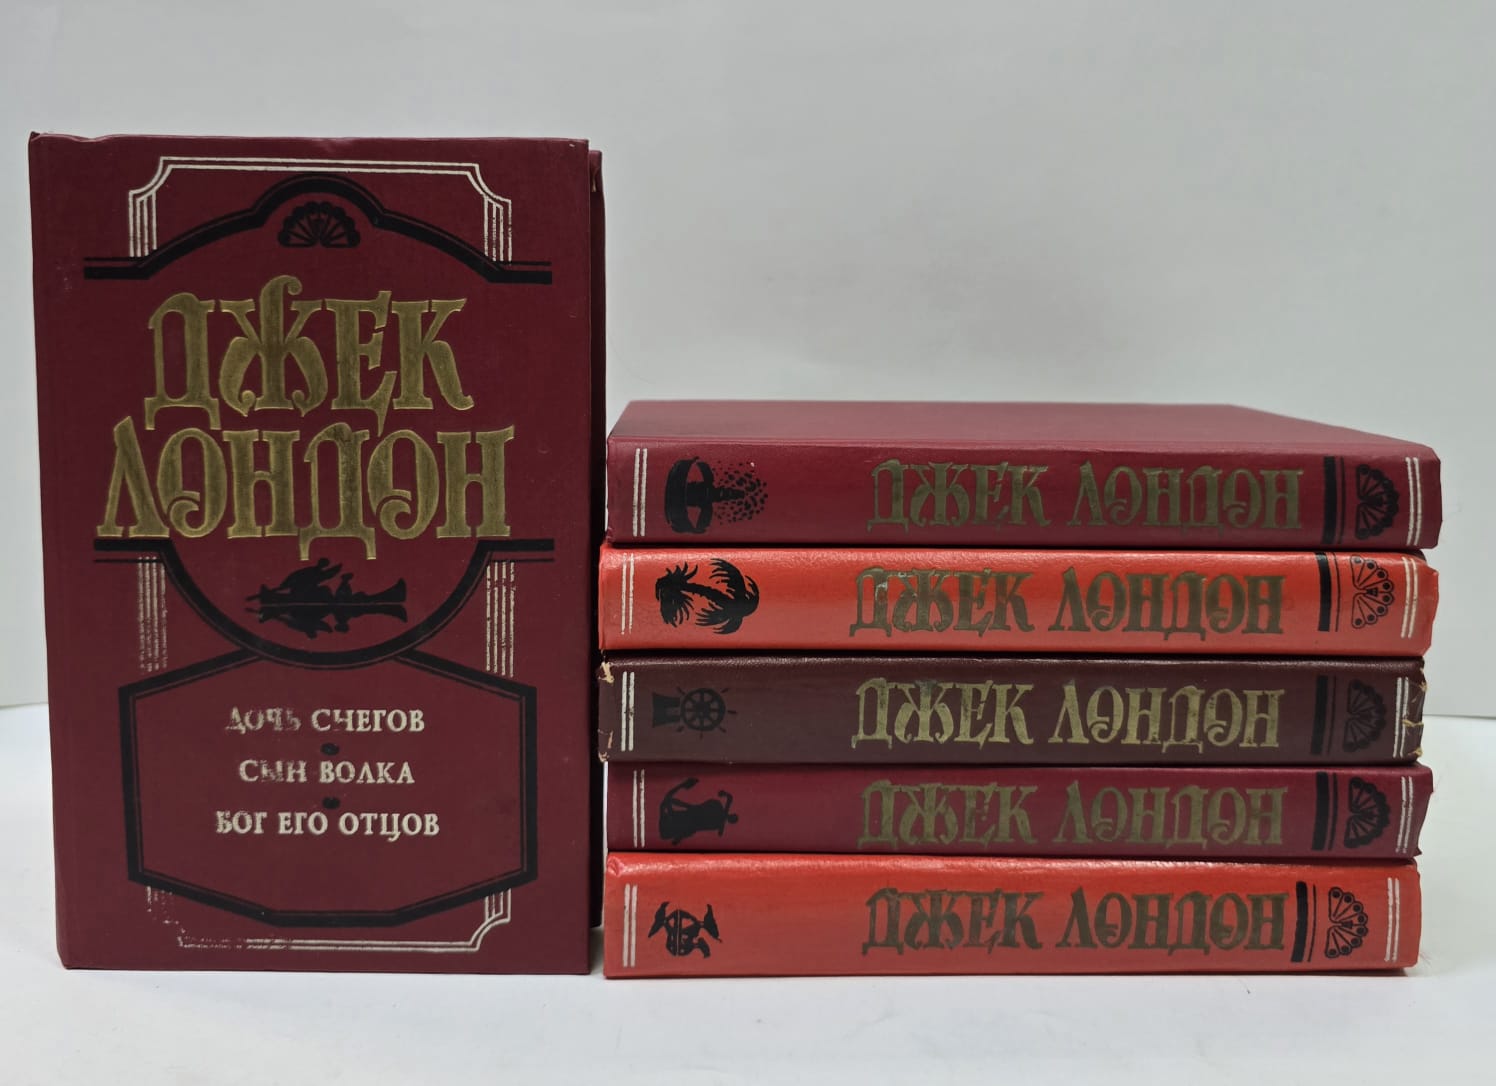 ДЖЕК
ЛОНДОН
ДОЧЬ СНЕГОВ
СЫН ВОЛКА
БОГ ЕГО ОТЦОВ
ДЖЕК ЛОНДОН
ДЖЕК ЛОНДОН
ДЖЕК ЛОНДОН
ДЖЕК ЛОНДОН
ДЖЕК ЛОНДОН